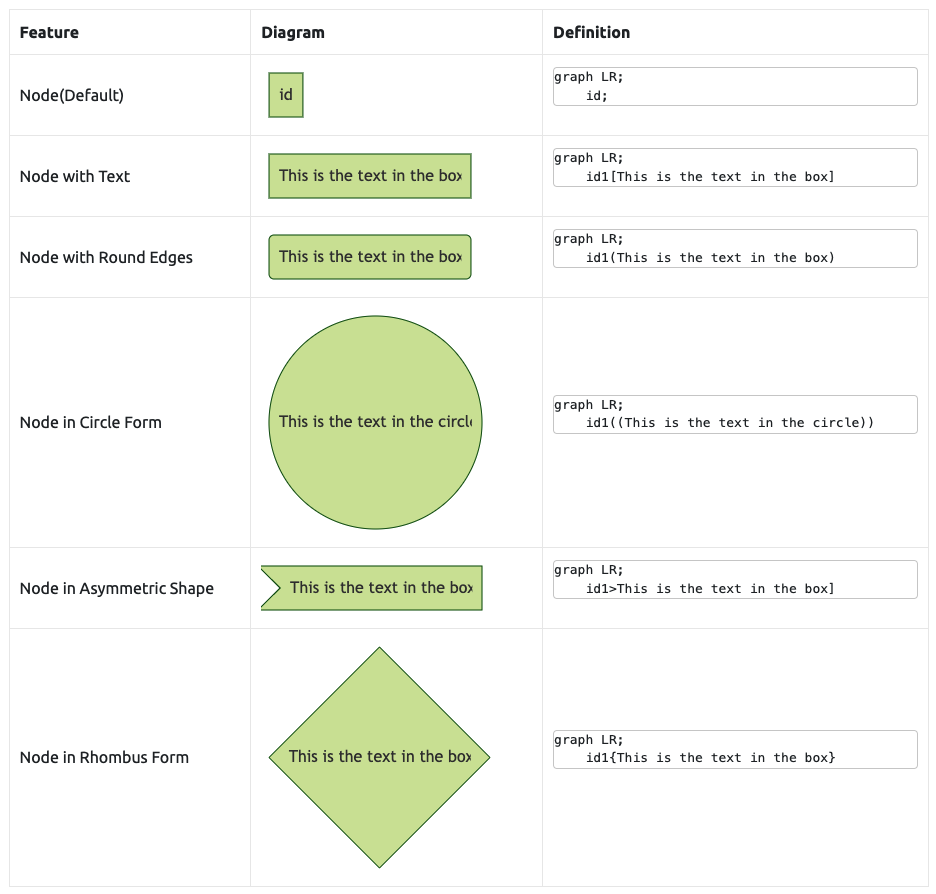 Feature Diagram Definition
Node(Default)
id
graph LR;
    id;
Node with Text
This is the text in the box
graph LR;
    id1[This is the text in the box]
Node with Round Edges
This is the text in the box
graph LR;
    id1(This is the text in the box)
Node in Circle Form
This is the text in the circle
graph LR;
    id1((This is the text in the circle))
Node in Asymmetric Shape
This is the text in the box
graph LR;
    id1>This is the text in the box]
Node in Rhombus Form
This is the text in the box
graph LR;
    id1{This is the text in the box}